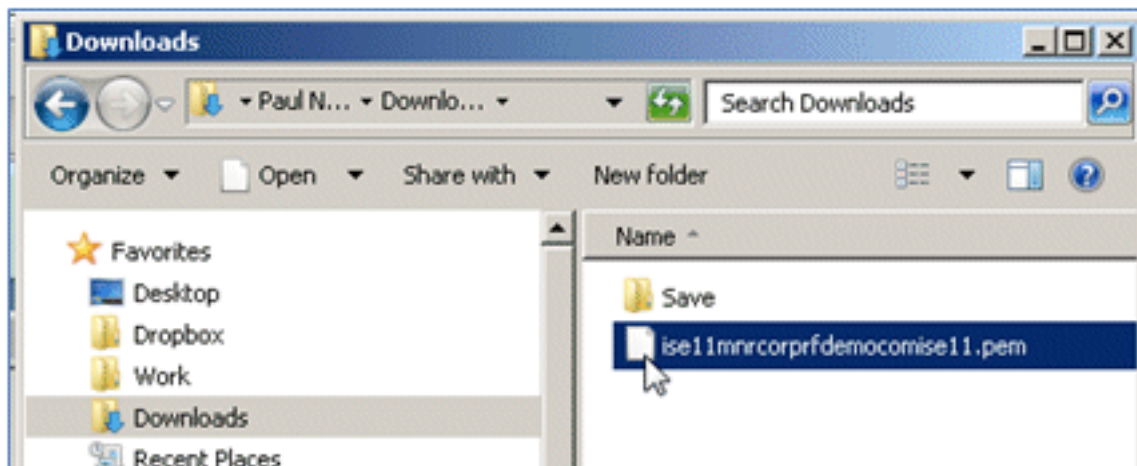 Downloads
Paul N... Downlo...
Search Downloads
Organize Open Share with New folder
Favorites
Desktop
Dropbox
Work
Downloads
Recent Places
Name
Save
ise11mnrcorprfdemocomise11.pem